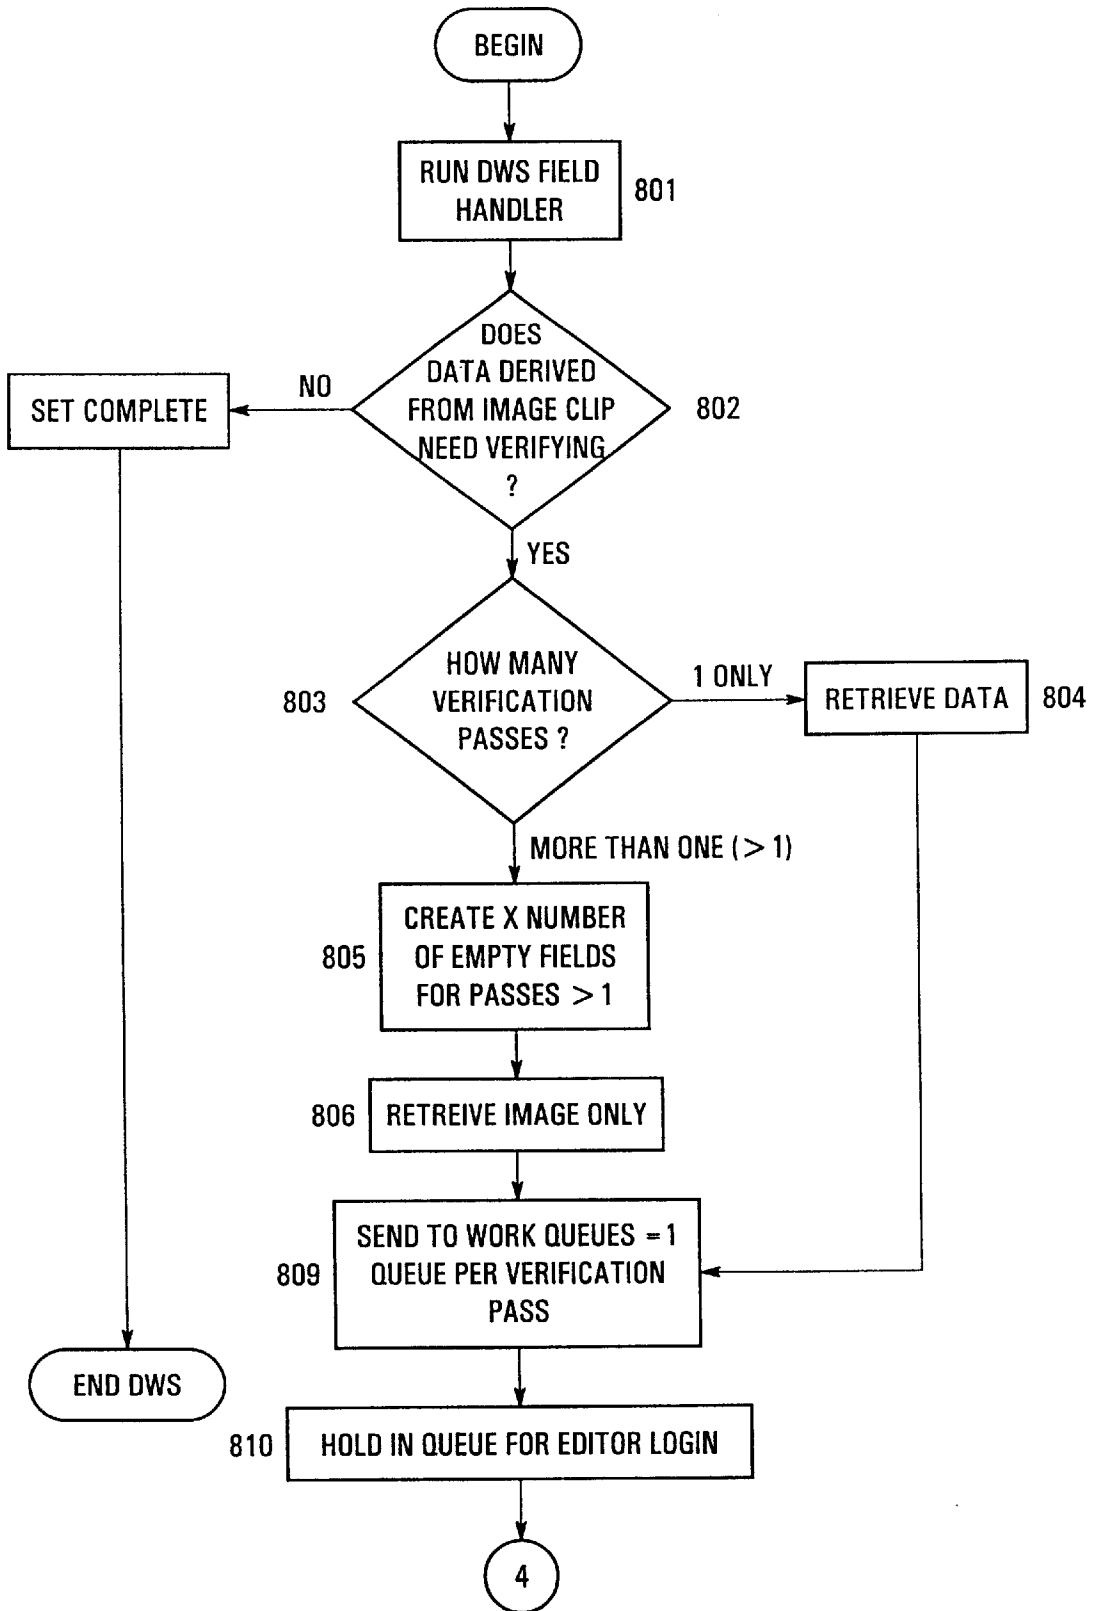 BEGIN
RUN DWS FIELD
HANDLER
801
DOES
DATA DERIVED
FROM IMAGE CLIP
NEED VERIFYING
?
802
NO
SET COMPLETE
YES
HOW MANY
VERIFICATION
PASSES ?
803
1 ONLY
RETRIEVE DATA
804
MORE THAN ONE (> 1)
CREATE X NUMBER
OF EMPTY FIELDS
FOR PASSES > 1
805
806
RETREIVE IMAGE ONLY
SEND TO WORK QUEUES = 1
QUEUE PER VERIFICATION
PASS
809
END DWS
810
HOLD IN QUEUE FOR EDITOR LOGIN
4